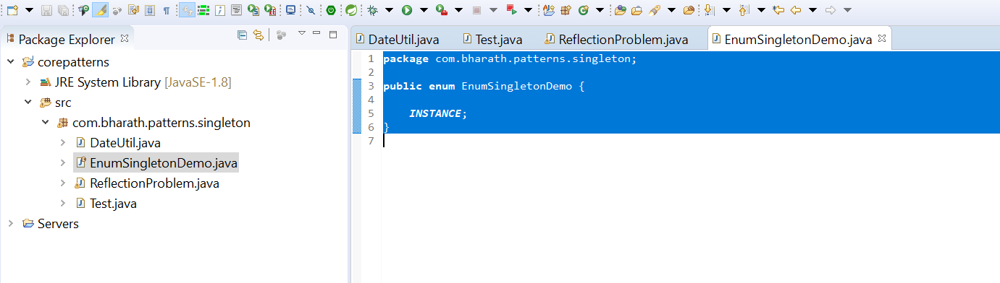 Package Explorer
corepatterns
JRE System Library [JavaSE-1.8]
src
com.bharath.patterns.singleton
DateUtil.java
EnumSingletonDemo.java
ReflectionProblem.java
Test.java
Servers
DateUtil.java Test.java ReflectionProblem.java EnumSingletonDemo.java
1 package com.bharath.patterns.singleton;
2
3 public enum EnumSingletonDemo {
4
5 INSTANCE;
6 }
7